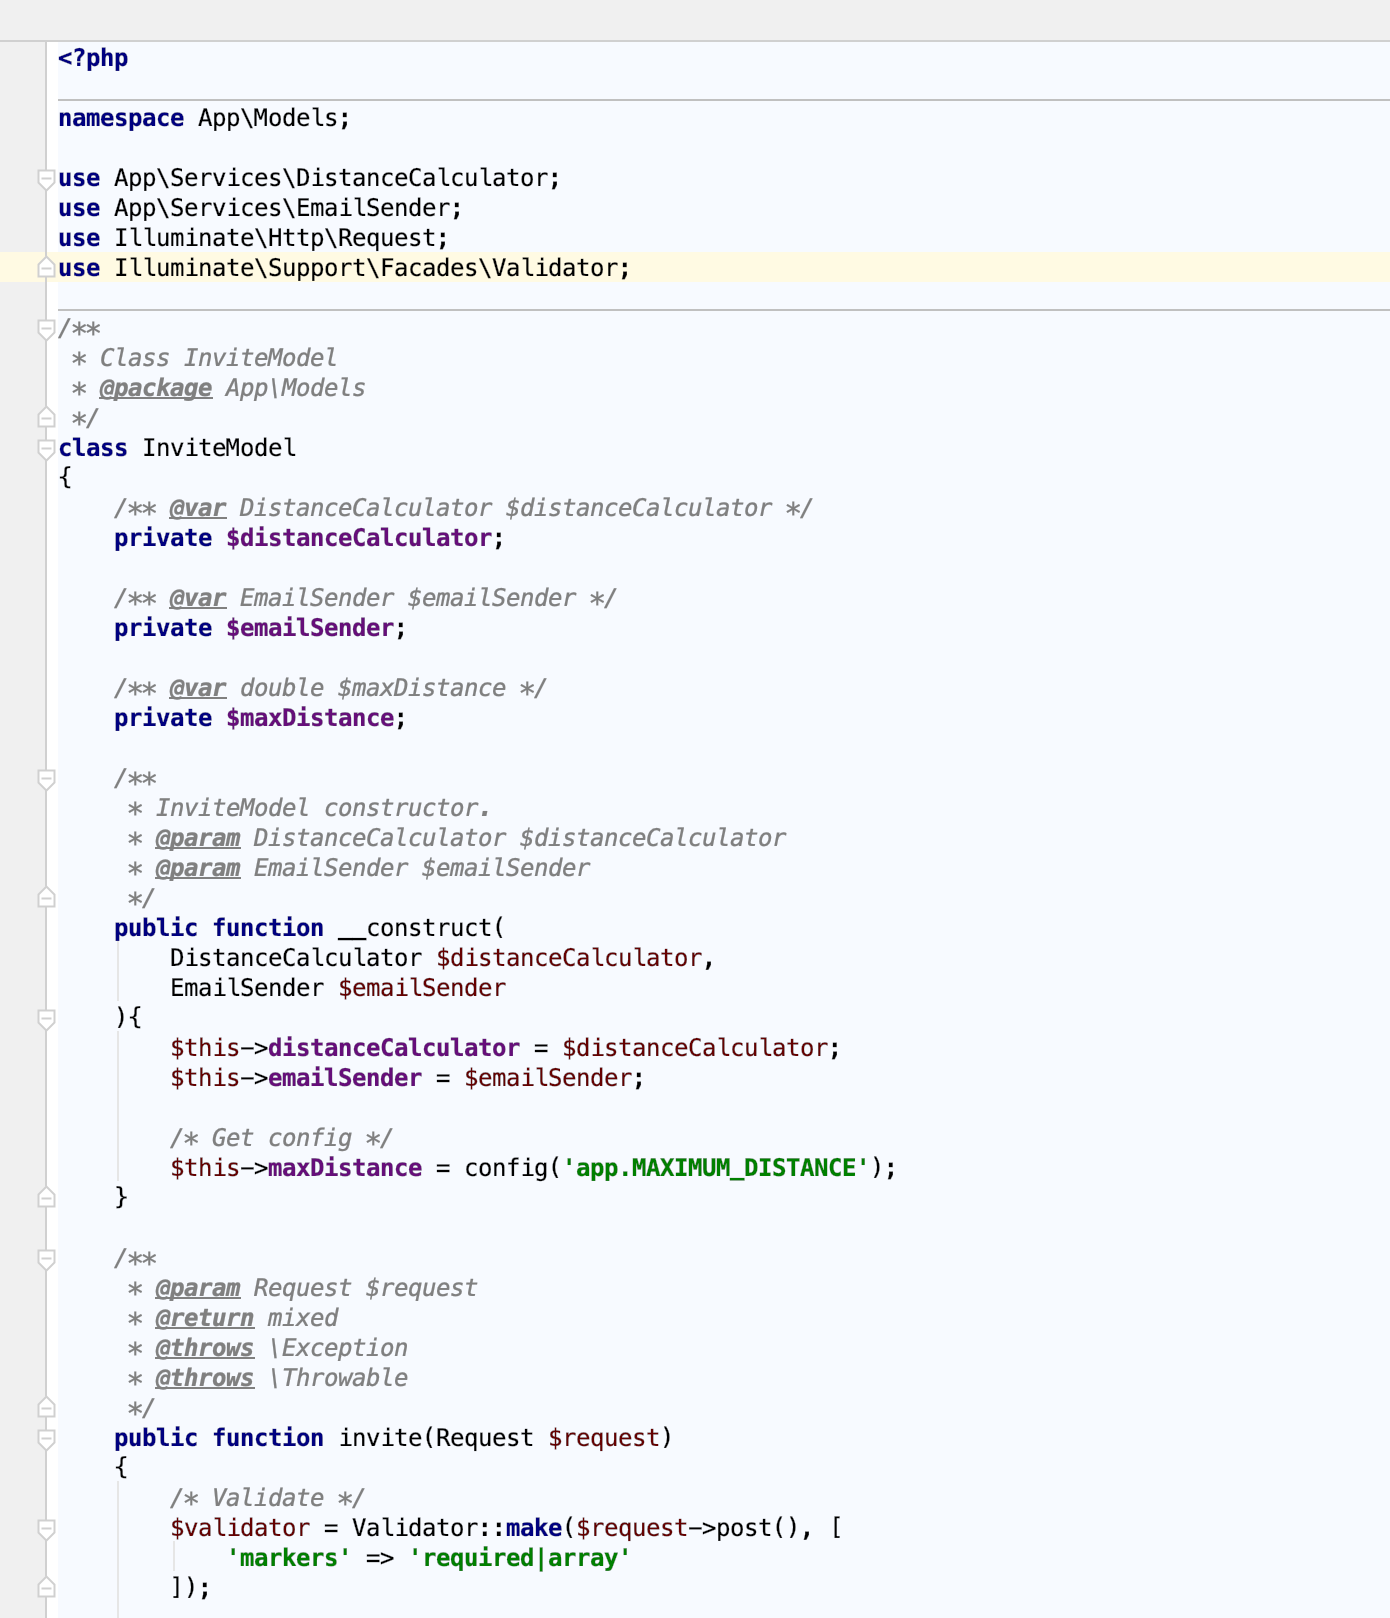 <?php
namespace App\Models;
use App\Services\DistanceCalculator;
use App\Services\EmailSender;
use Illuminate\Http\Request;
use Illuminate\Support\Facades\Validator;
/**
 * Class InviteModel
 * @package App\Models
 */
class InviteModel
{
    /** @var DistanceCalculator $distanceCalculator */
    private $distanceCalculator;
    /** @var EmailSender $emailSender */
    private $emailSender;
    /** @var double $maxDistance */
    private $maxDistance;
    /**
     * InviteModel constructor.
     * @param DistanceCalculator $distanceCalculator
     * @param EmailSender $emailSender
     */
    public function __construct(
        DistanceCalculator $distanceCalculator,
        EmailSender $emailSender
    ){
        $this->distanceCalculator = $distanceCalculator;
        $this->emailSender = $emailSender;
        /* Get config */
        $this->maxDistance = config('app.MAXIMUM_DISTANCE');
    }
    /**
     * @param Request $request
     * @return mixed
     * @throws \Exception
     * @throws \Throwable
     */
    public function invite(Request $request)
    {
        /* Validate */
        $validator = Validator::make($request->post(), [
            'markers' => 'required|array'
        ]);